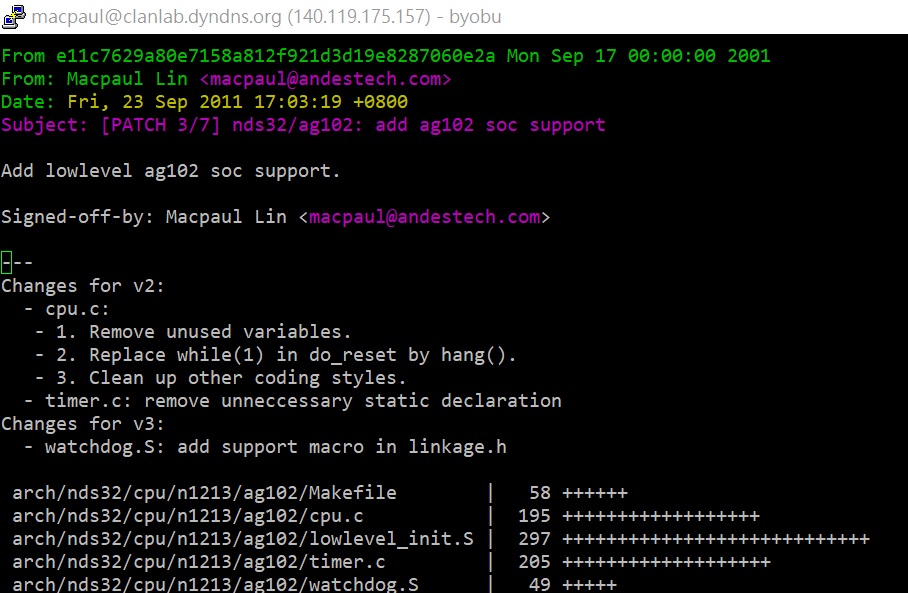 macpaul@clanlab.dyndns.org (140.119.175.157) - byobu
From e11c7629a80e7158a812f921d3d19e8287060e2a Mon Sep 17 00:00:00 2001
From: Macpaul Lin <macpaul@andestech.com>
Date: Fri, 23 Sep 2011 17:03:19 +0800
Subject: [PATCH 3/7] nds32/ag102: add ag102 soc support
Add lowlevel ag102 soc support.
Signed-off-by: Macpaul Lin <macpaul@andestech.com>
---
Changes for v2:
  - cpu.c:
   - 1. Remove unused variables.
   - 2. Replace while(1) in do_reset by hang().
   - 3. Clean up other coding styles.
  - timer.c: remove unneccessary static declaration
Changes for v3:
  - watchdog.S: add support macro in linkage.h
 arch/nds32/cpu/n1213/ag102/Makefile        |   58 ++++++
 arch/nds32/cpu/n1213/ag102/cpu.c           |  195 ++++++++++++++++++
 arch/nds32/cpu/n1213/ag102/lowlevel_init.S |  297 ++++++++++++++++++++++++++++
 arch/nds32/cpu/n1213/ag102/timer.c         |  205 +++++++++++++++++++
 arch/nds32/cpu/n1213/ag102/watchdog.S      |   49 +++++